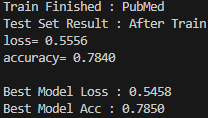 Train Finished : PubMed
Test Set Result : After Train
loss= 0.5556
accuracy= 0.7840
Best Model Loss : 0.5458
Best Model Acc : 0.7850